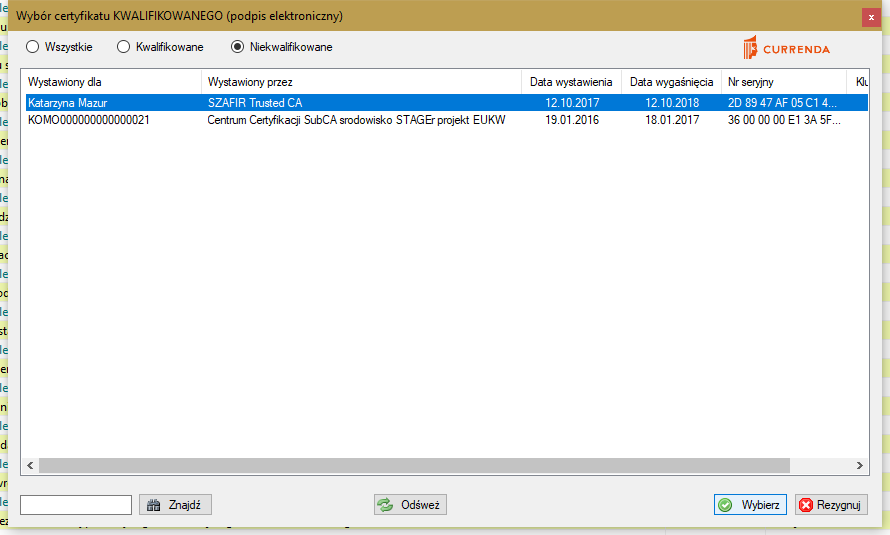 Wybór certyfikatu KWALIFIKOWANEGO (podpis elektroniczny)
x
Wszystkie Kwalifikowane Niekwalifikowane CURRENDA
Wystawiony dla Wystawiony przez Data wystawienia Data wygaśnięcia Nr seryjny Klu
Katarzyna Mazur SZAFIR Trusted CA 12.10.2017 12.10.2018 2D 89 47 AF 05 C1 4...
KOMO000000000000021 Centrum Certyfikacji SubCA srodowisko STAGEr projekt EUKW 19.01.2016 18.01.2017 36 00 00 00 E1 3A 5F...
Znajdź Odśwież Wybierz Rezygnuj